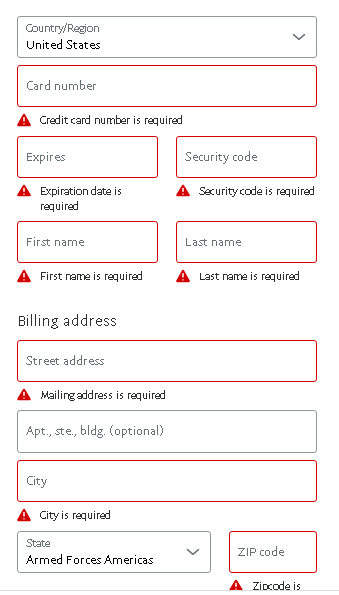 Country/Region
United States
Card number
Credit card number is required
Expires
Security code
Expiration date is
required
Security code is required
First name
Last name
First name is required
Last name is required
Billing address
Street address
Mailing address is required
Apt., ste., bldg. (optional)
City
City is required
State
Armed Forces Americas
ZIP code
Zipcode is